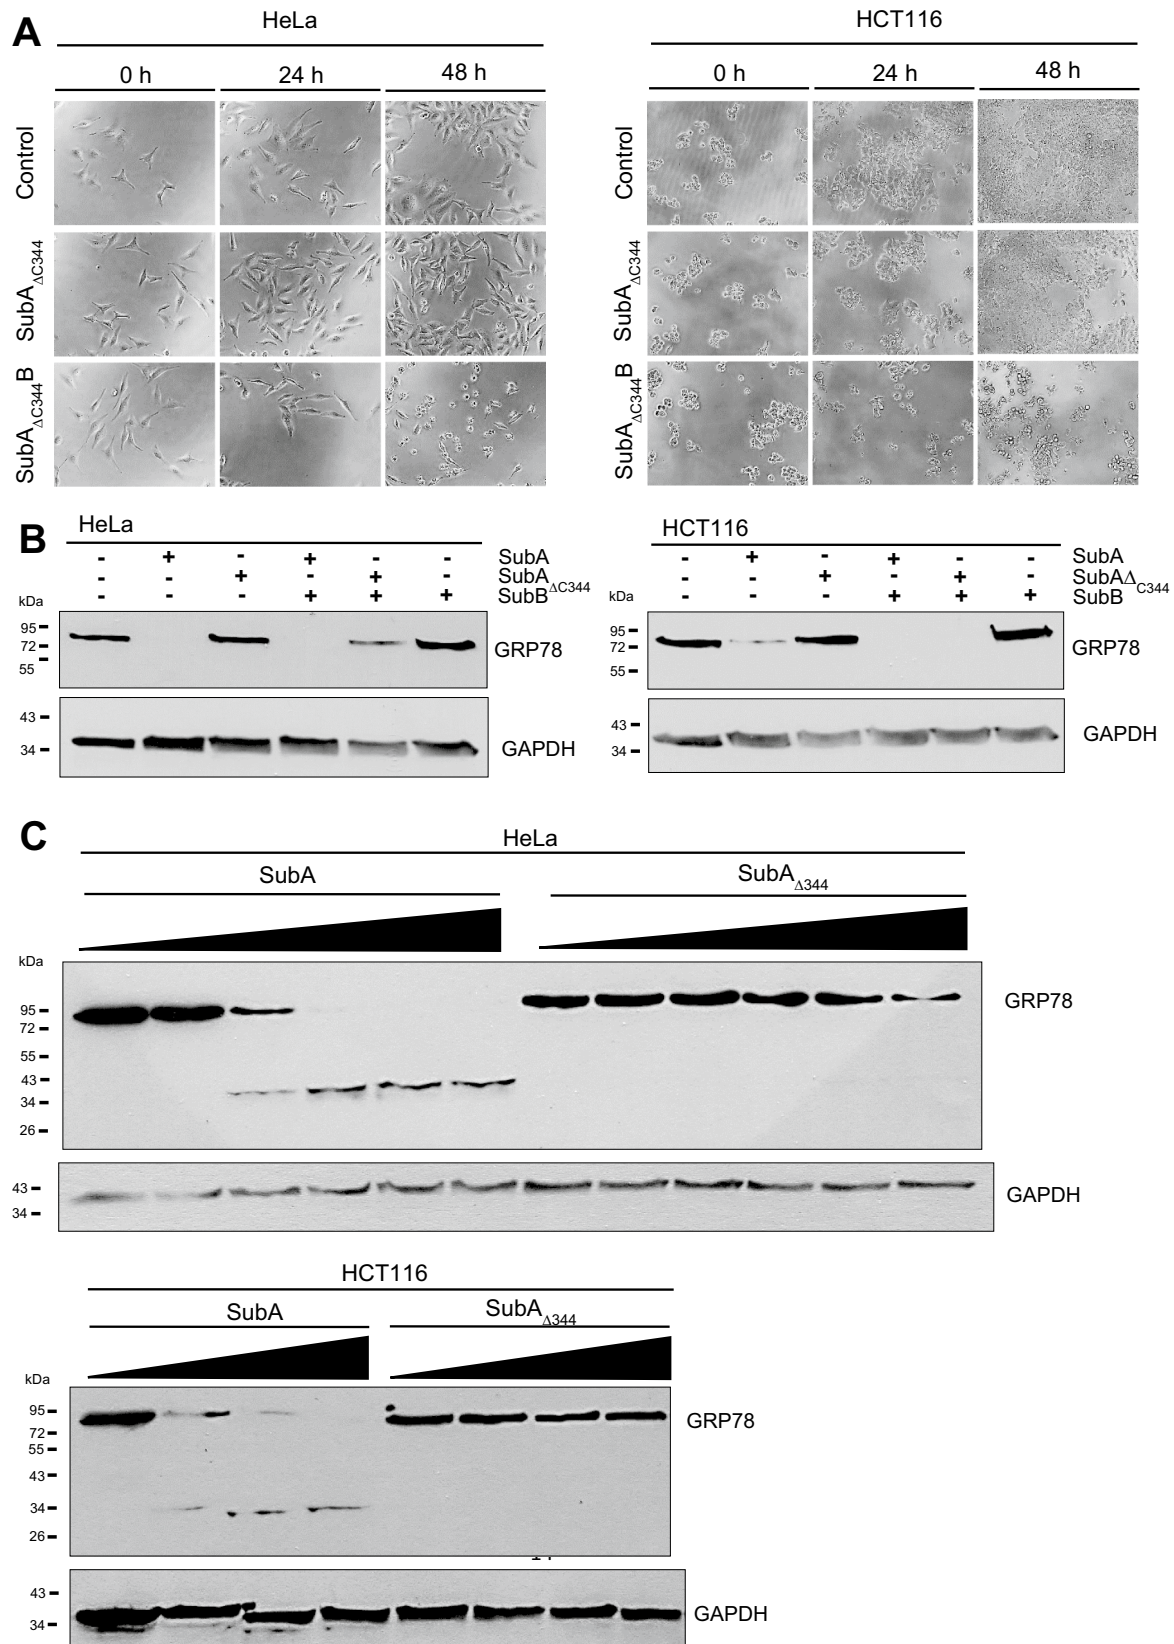 A
HeLa
HCT116
0 h 24 h 48 h
0 h 24 h 48 h
Control
SubAΔC344
SubAΔC344B
Control
SubAΔC344
SubAΔC344B
B
HeLa
- + - + - - SubA
- - + - + - SubAΔC344
- - - + + + SubB
kDa
95
72
55
GRP78
43
34
GAPDH
HCT116
- + - + - - SubA
- - + - + - SubAΔC344
- - - + + + SubB
kDa
95
72
55
GRP78
43
34
GAPDH
C
HeLa
SubA SubAΔ344
kDa
95
72
55
43
34
26
GRP78
43
34
GAPDH
HCT116
SubA SubAΔ344
kDa
95
72
55
43
34
26
GRP78
43
34
GAPDH